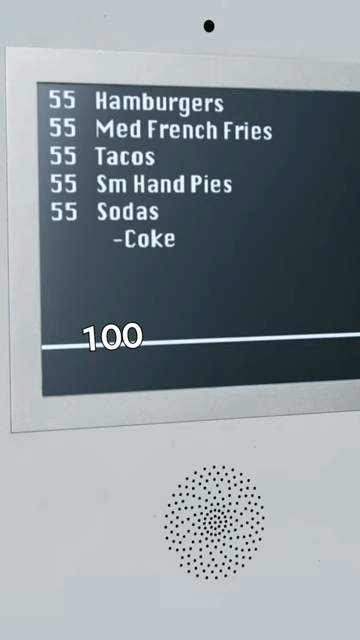 55 Hamburgers
55 Med French Fries
55 Tacos
55 Sm Hand Pies
55 Sodas
-Coke
100